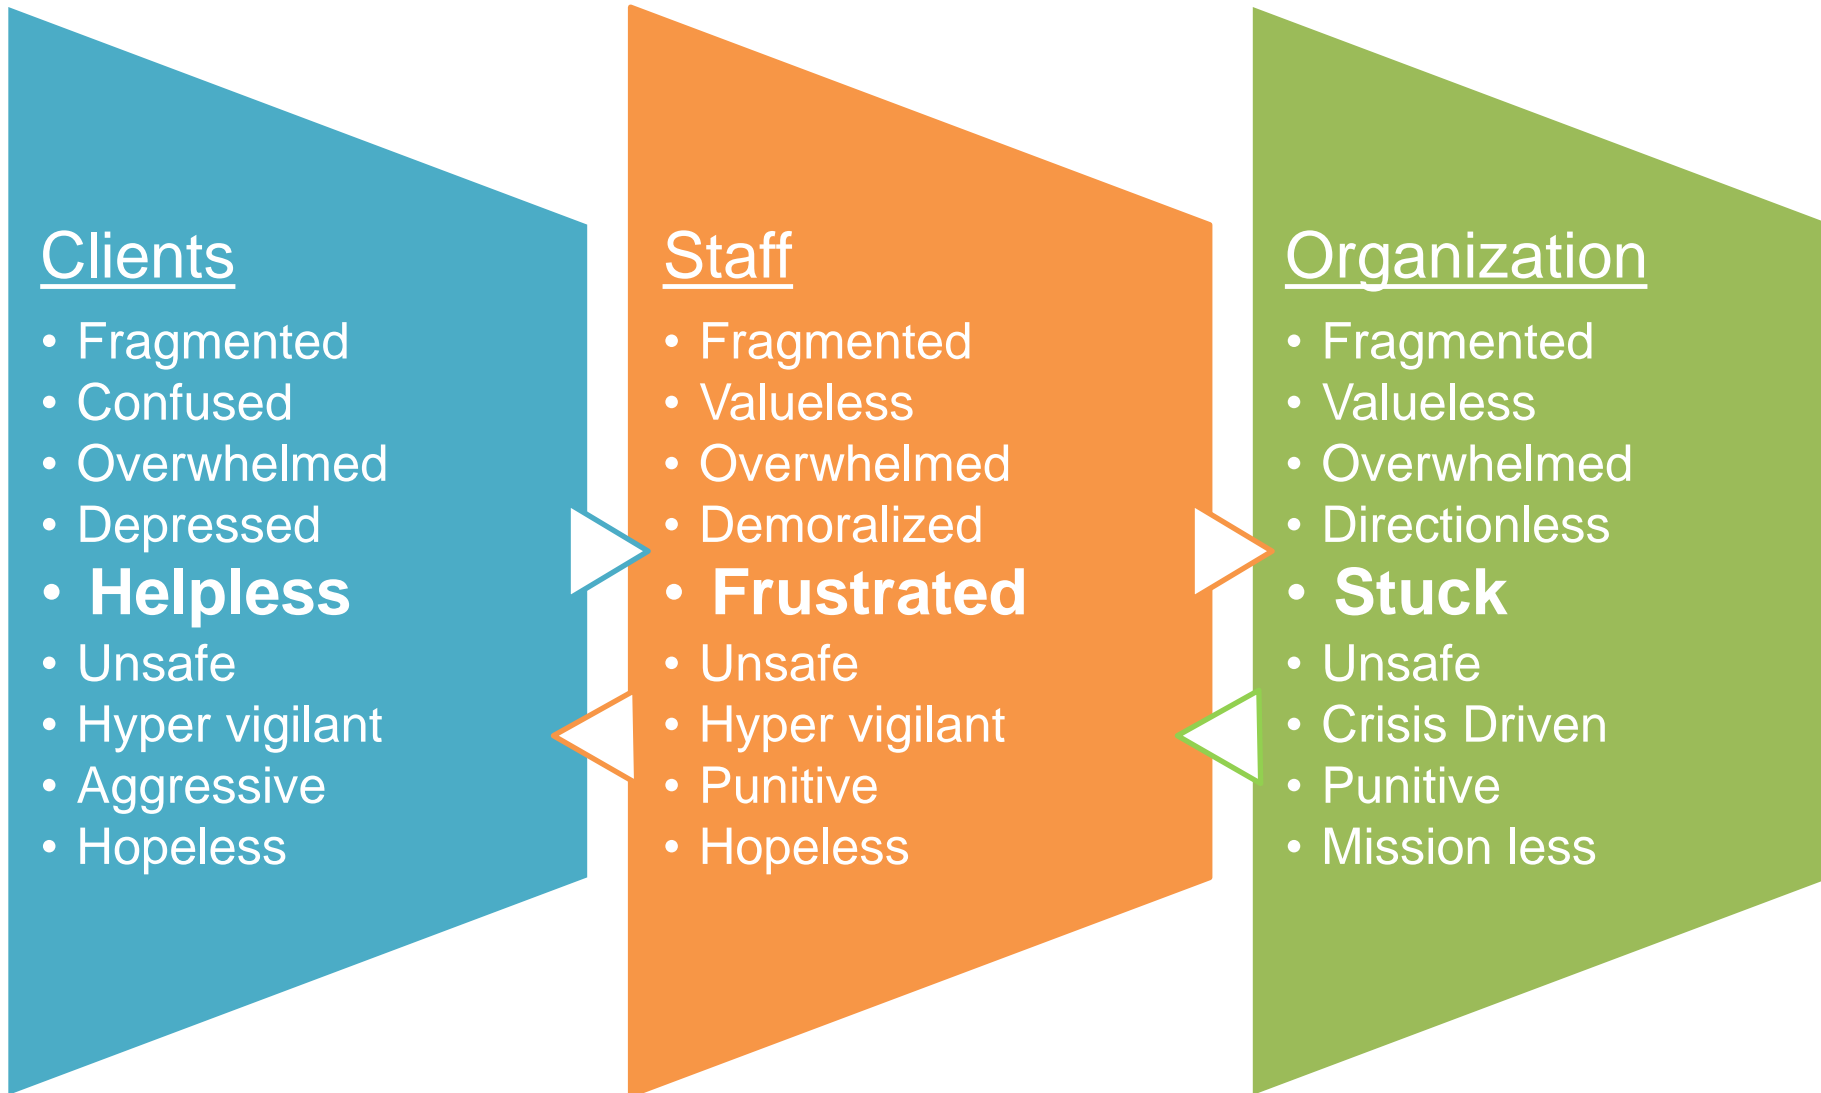 Clients
• Fragmented
• Confused
• Overwhelmed
• Depressed
• Helpless
• Unsafe
• Hyper vigilant
• Aggressive
• Hopeless
Staff
• Fragmented
• Valueless
• Overwhelmed
• Demoralized
• Frustrated
• Unsafe
• Hyper vigilant
• Punitive
• Hopeless
Organization
• Fragmented
• Valueless
• Overwhelmed
• Directionless
• Stuck
• Unsafe
• Crisis Driven
• Punitive
• Mission less